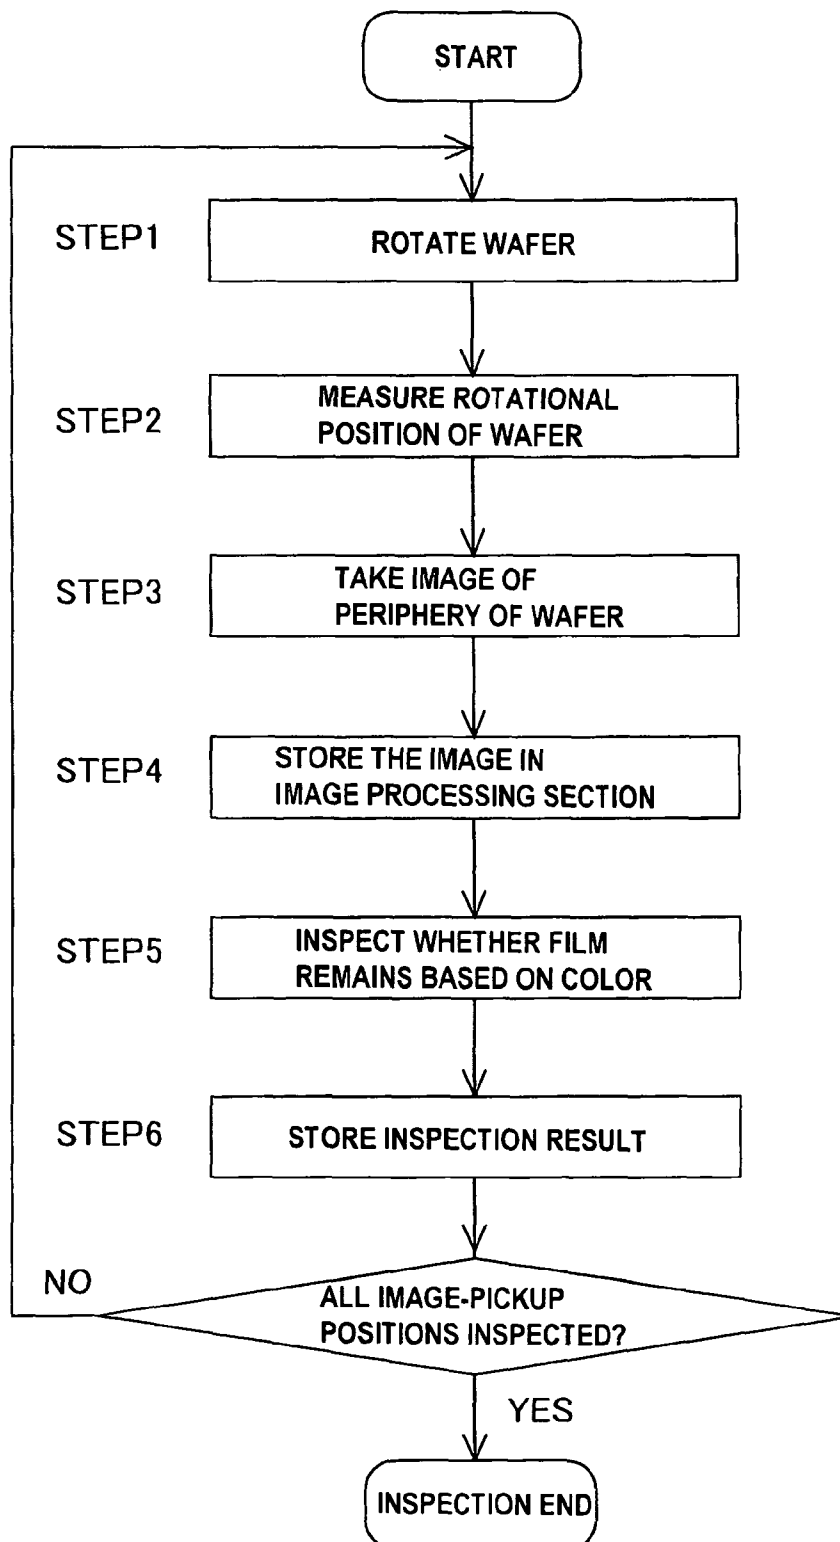 START
STEP1
ROTATE WAFER
STEP2
MEASURE ROTATIONAL
POSITION OF WAFER
STEP3
TAKE IMAGE OF
PERIPHERY OF WAFER
STEP4
STORE THE IMAGE IN
IMAGE PROCESSING SECTION
STEP5
INSPECT WHETHER FILM
REMAINS BASED ON COLOR
STEP6
STORE INSPECTION RESULT
NO
ALL IMAGE-PICKUP
POSITIONS INSPECTED?
YES
INSPECTION END